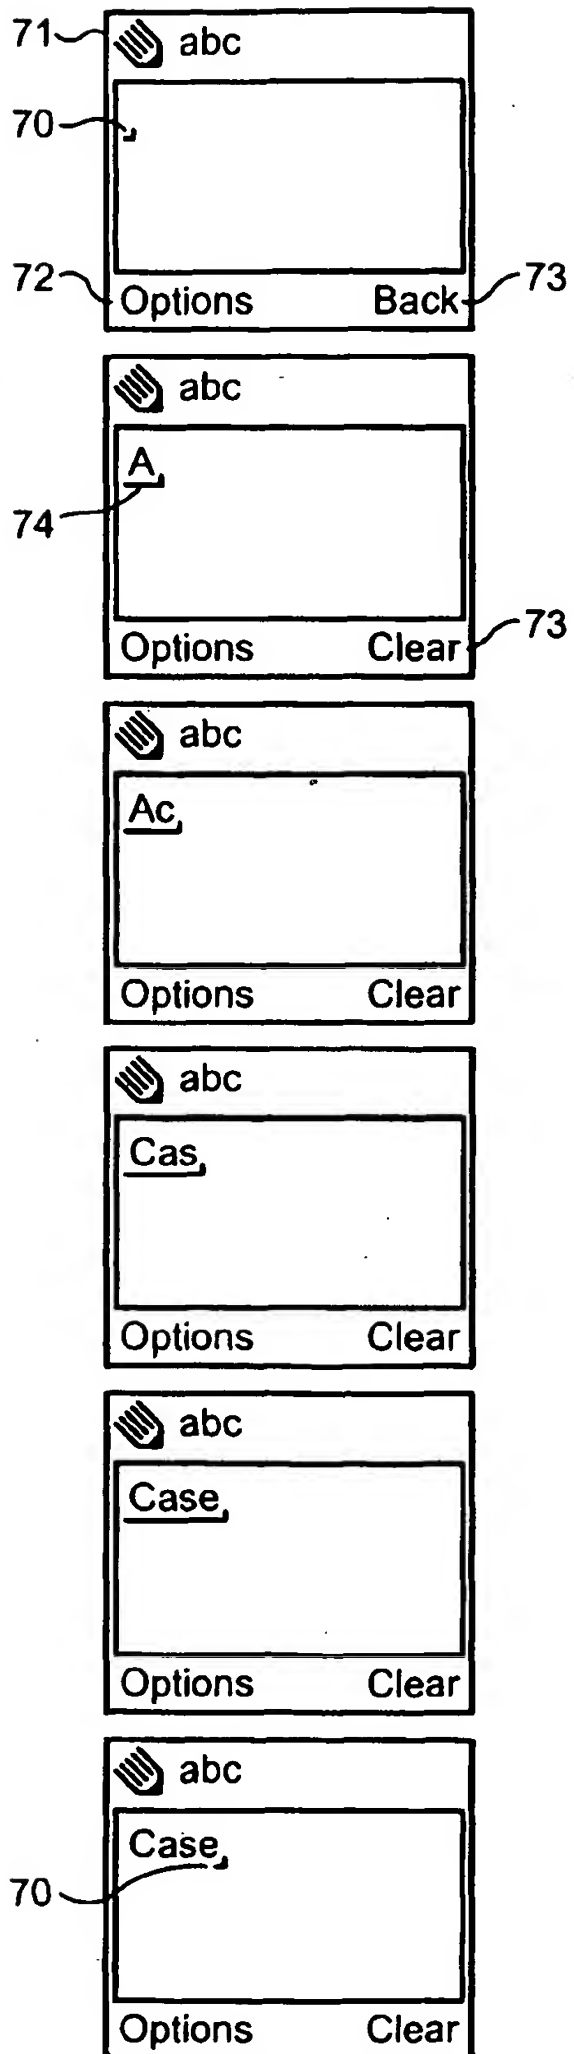 71 abc
70
72 Options Back 73
abc
A
74
Options Clear 73
abc
Ac
Options Clear
abc
Cas
Options Clear
abc
Case
Options Clear
abc
Case
70
Options Clear